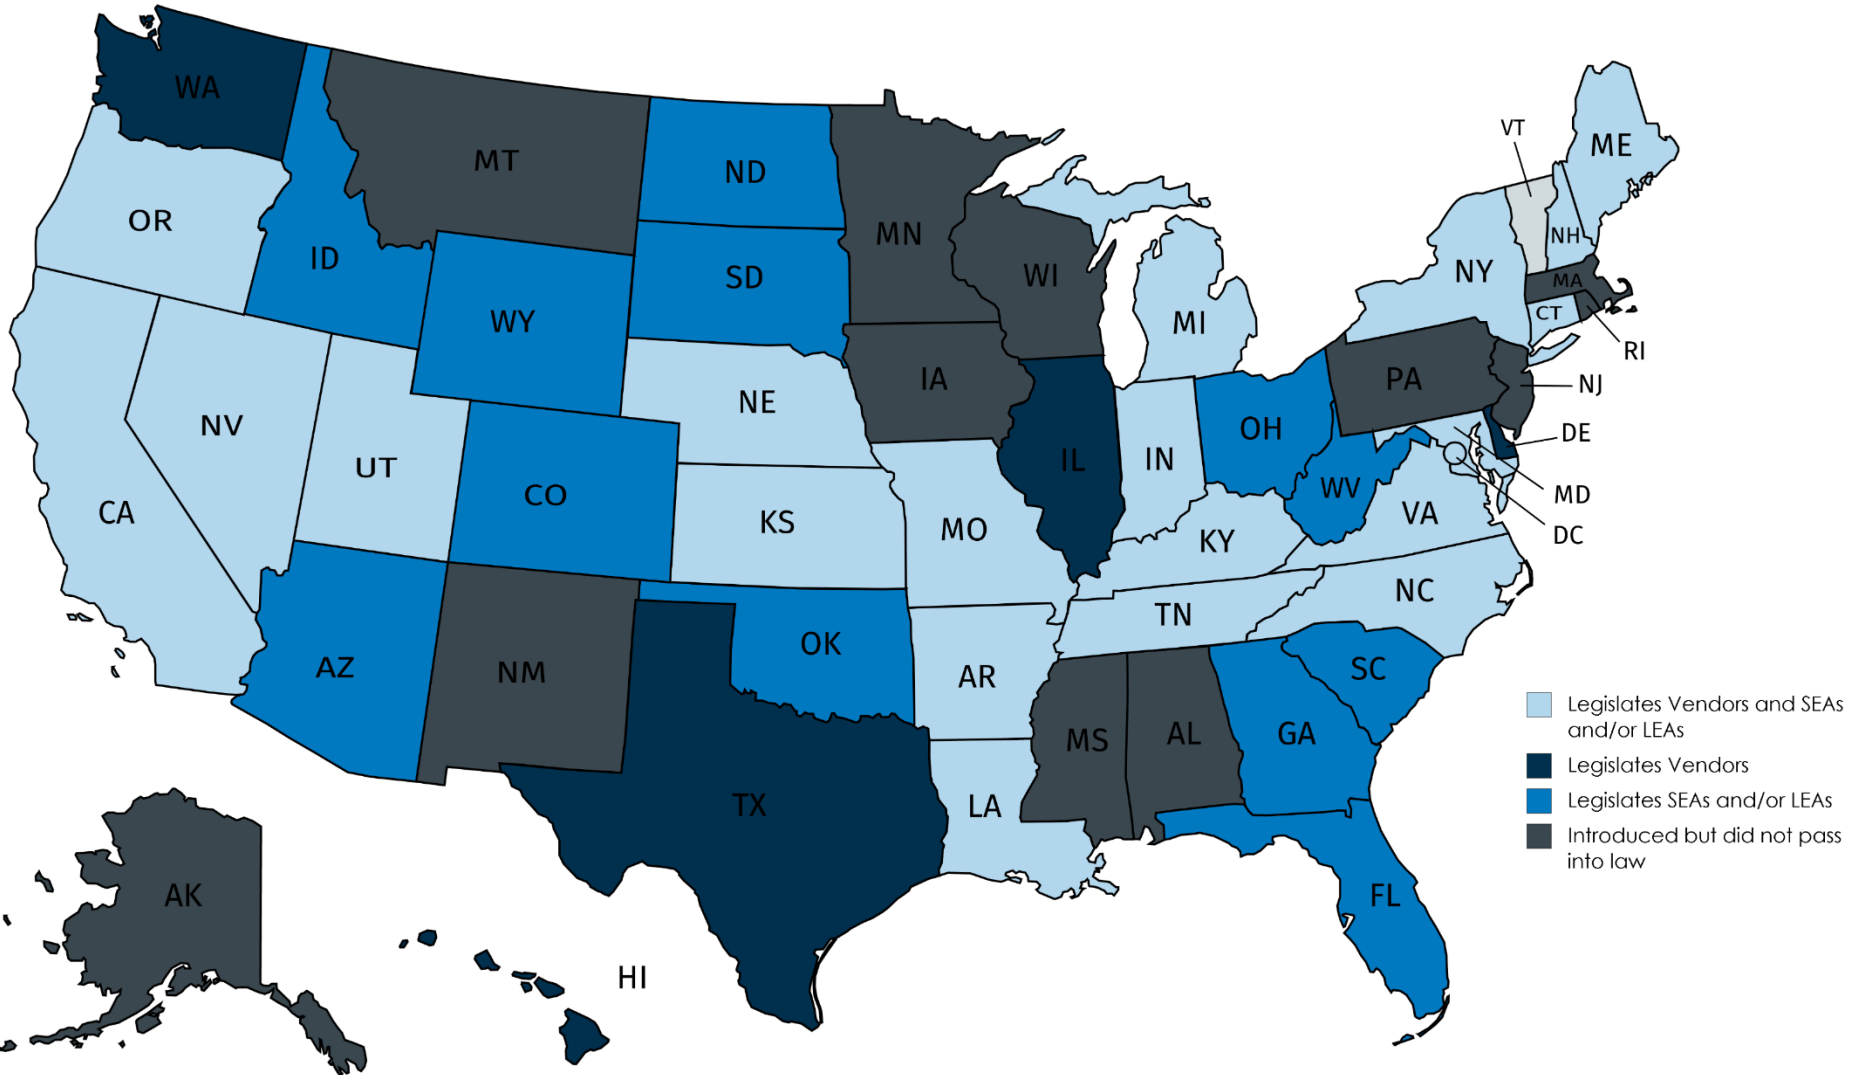 WA
MT
ND
MN
VT
ME
OR
ID
SD
WI
NH
NY
MA
WY
MI
CT
RI
IA
PA
NJ
NE
NV
OH
DE
UT
IL
IN
CO
WV
MD
CA
KS
MO
VA
DC
KY
NC
TN
OK
AZ
NM
AR
SC
MS
AL
GA
TX
LA
AK
FL
HI
Legislates Vendors and SEAs
and/or LEAs
Legislates Vendors
Legislates SEAs and/or LEAs
Introduced but did not pass
into law